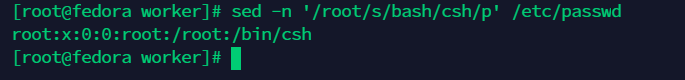 [root@fedora worker]# sed -n '/root/s/bash/csh/p' /etc/passwd
root:x:0:0:root:/root:/bin/csh
[root@fedora worker]#